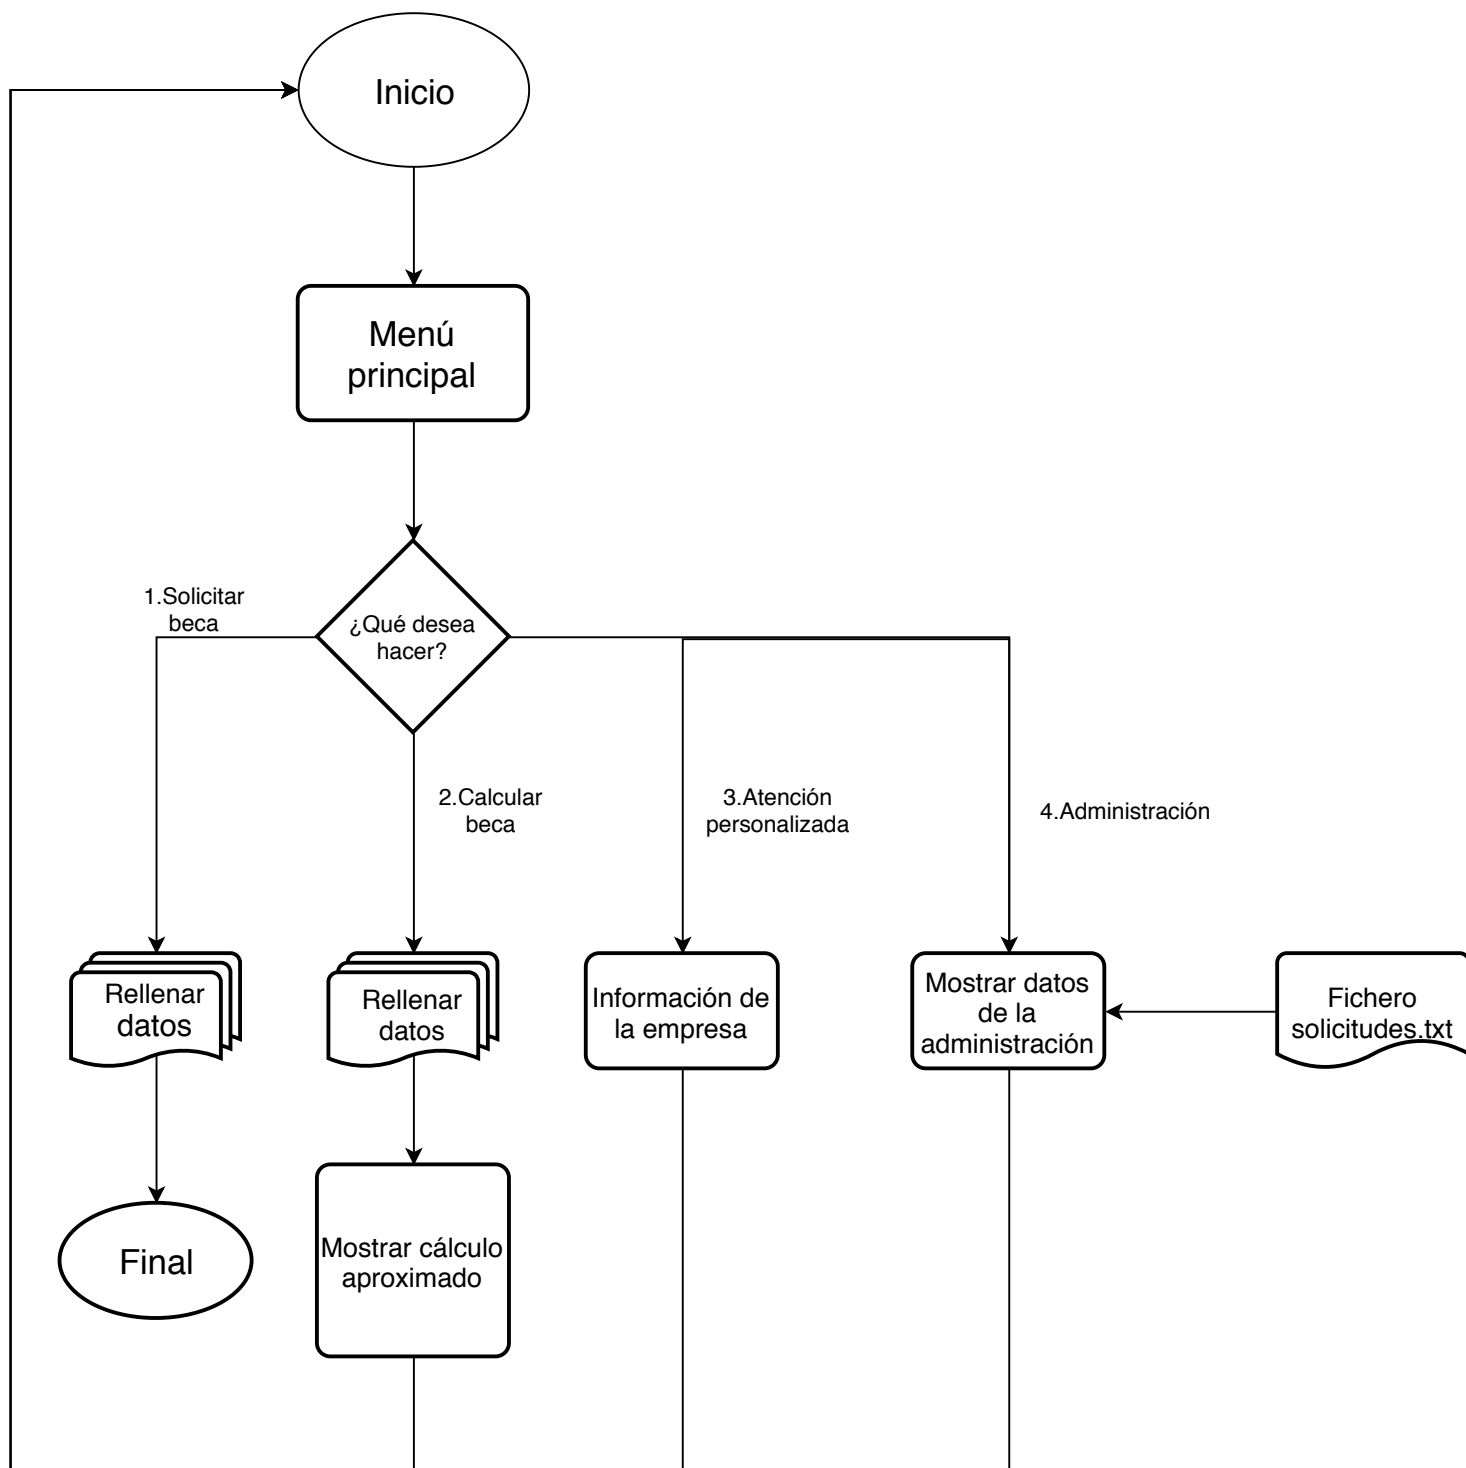 Inicio
Menú
principal
¿Qué desea
hacer?
1.Solicitar
beca
2.Calcular
beca
3.Atención
personalizada
4.Administración
Rellenar
datos
Rellenar
datos
Información de
la empresa
Mostrar datos
de la
administración
Fichero
solicitudes.txt
Final
Mostrar cálculo
aproximado